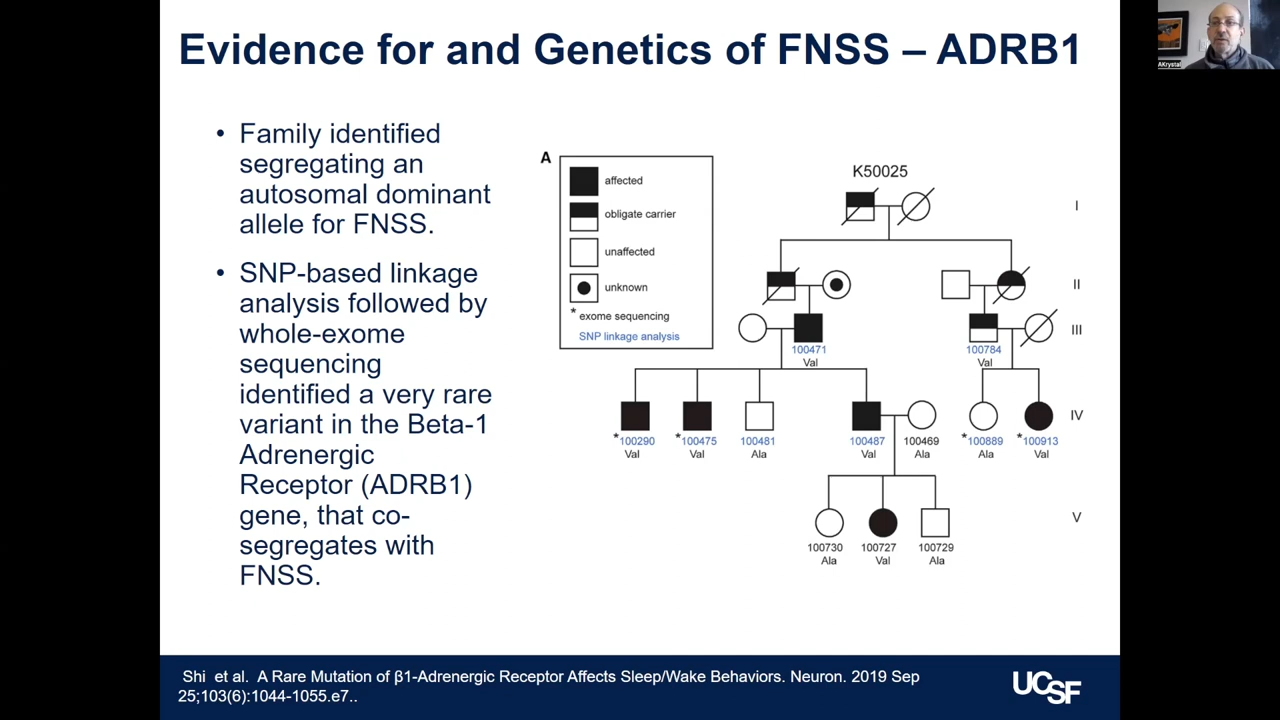 Evidence for and Genetics of FNSS – ADRB1
AKrystal
• Family identified
segregating an
autosomal dominant
allele for FNSS.
• SNP-based linkage
analysis followed by
whole-exome
sequencing
identified a very rare
variant in the Beta-1
Adrenergic
Receptor (ADRB1)
gene, that co-
segregates with
FNSS.
A
affected
obligate carrier
unaffected
unknown
* exome sequencing
SNP linkage analysis
K50025
I
II
III
100471 100784
Val Val
IV
*100290 *100475 100481 100487 100469 *100889 *100913
Val Val Ala Val Ala Ala Val
V
100730 100727 100729
Ala Val Ala
Shi et al. A Rare Mutation of β1-Adrenergic Receptor Affects Sleep/Wake Behaviors. Neuron. 2019 Sep
25;103(6):1044-1055.e7..
UCSF